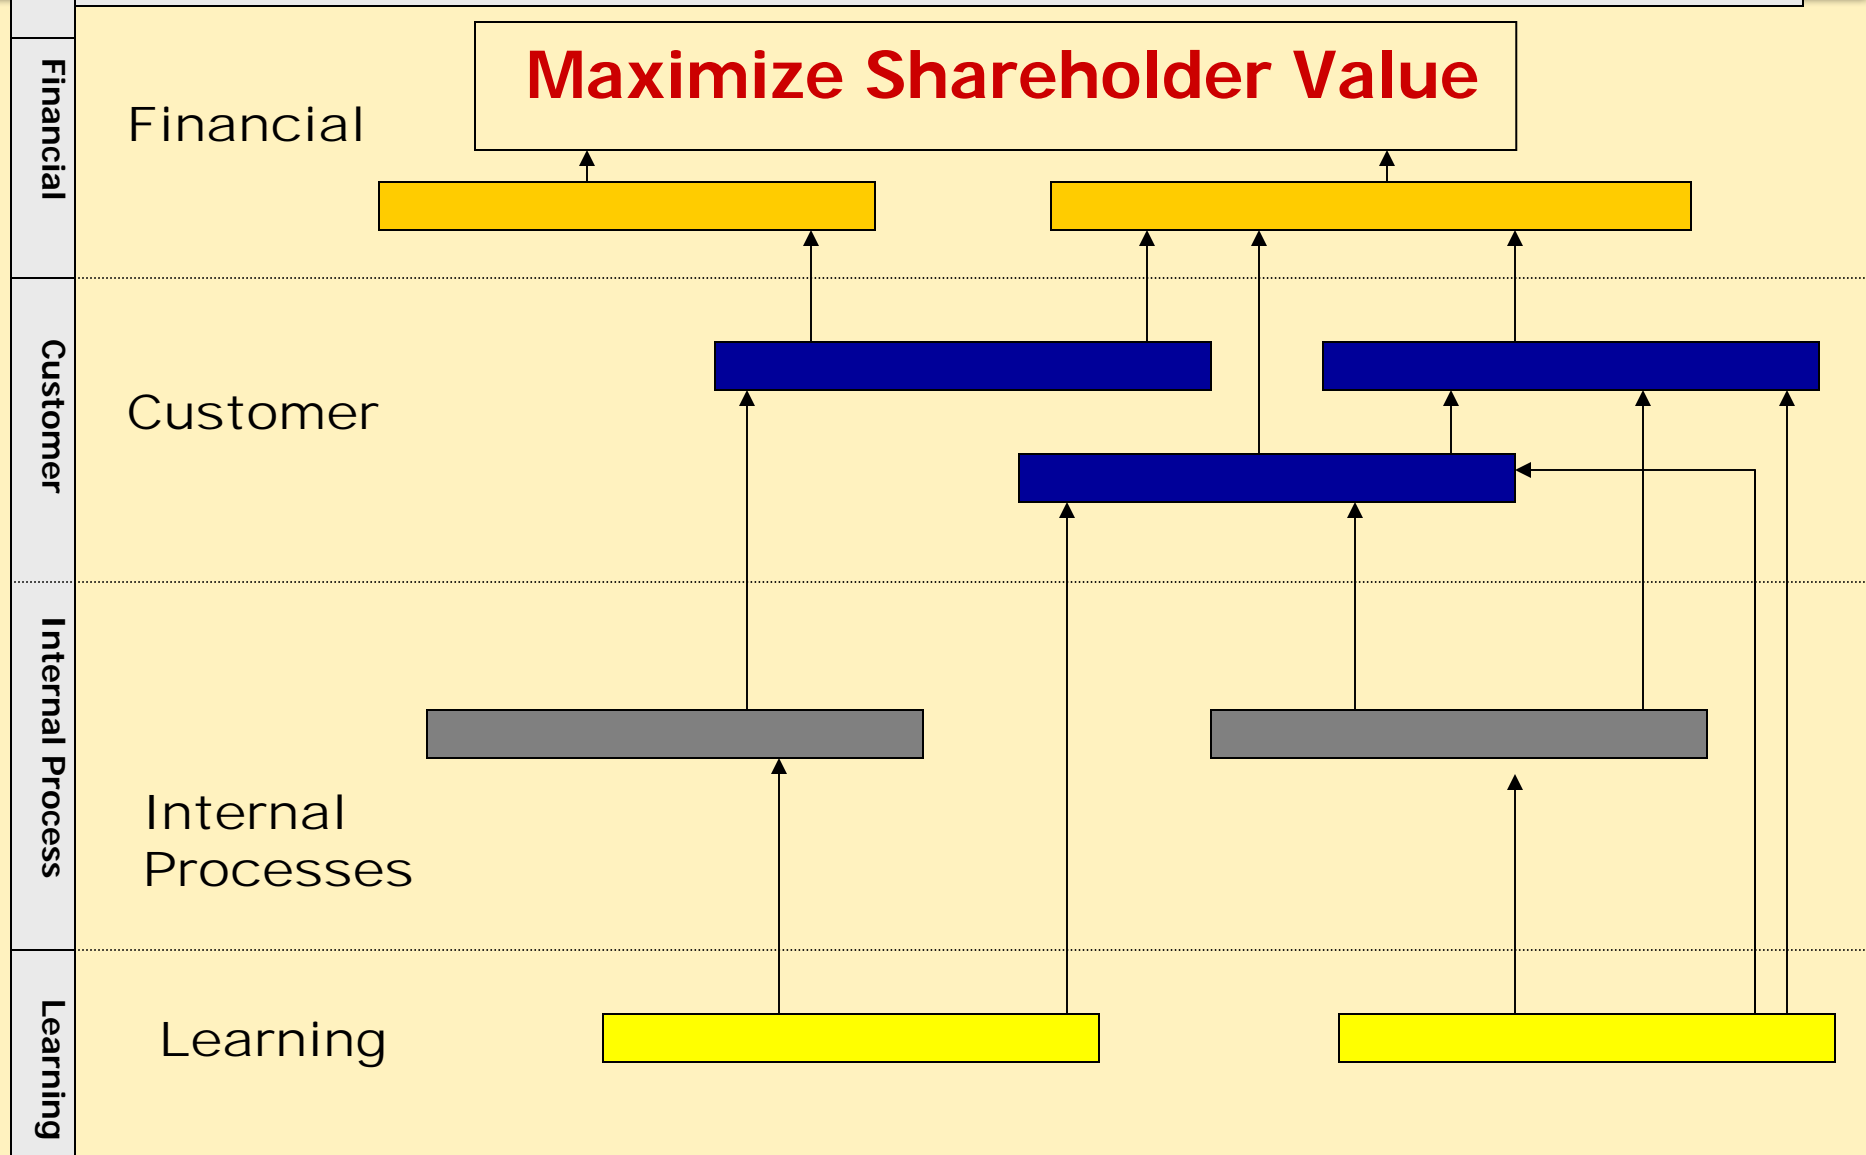 Maximize Shareholder Value
Financial
Financial
Customer
Customer
Internal Process
Internal
Processes
Learning
Learning